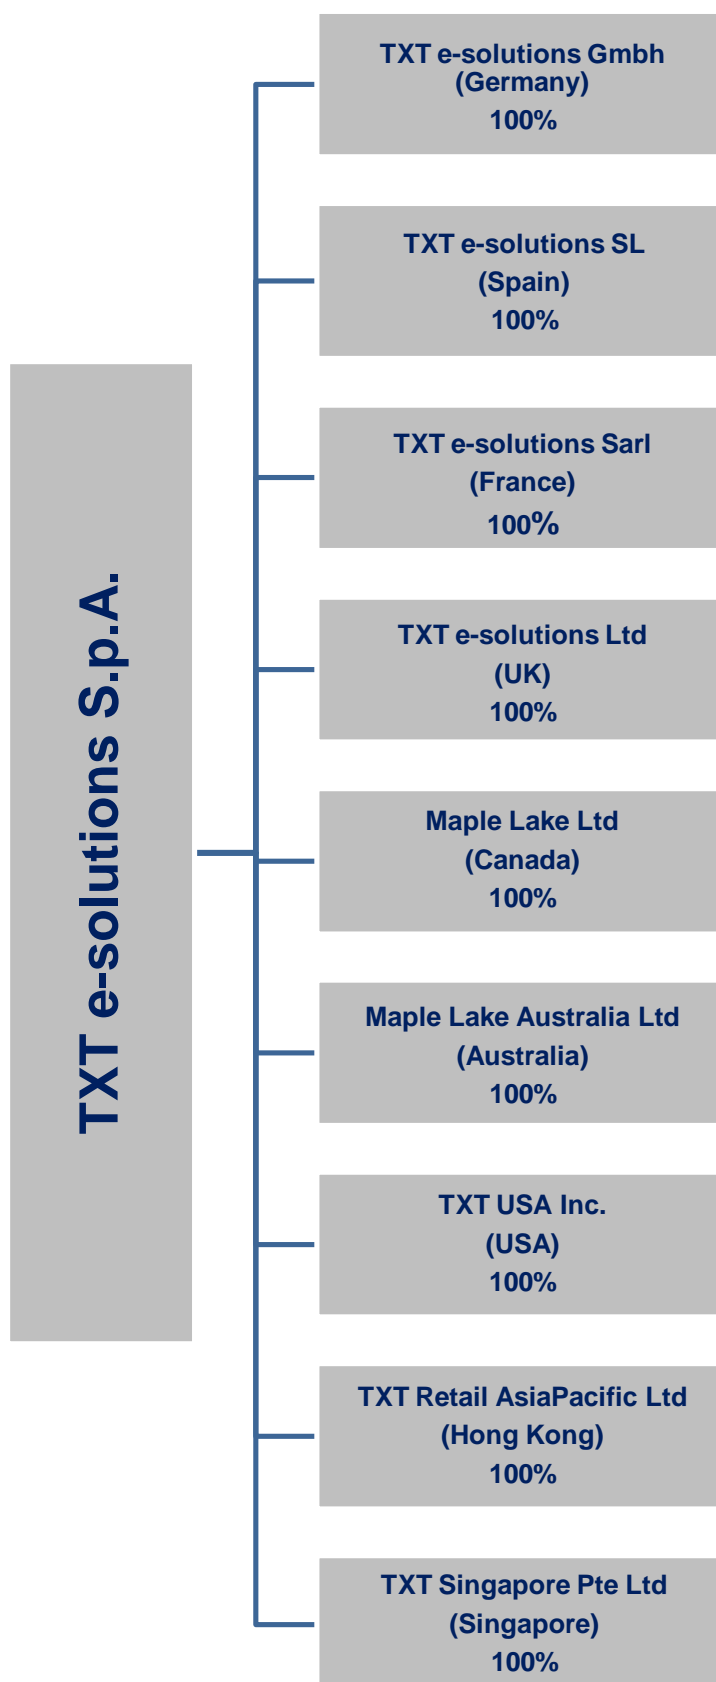 TXT e-solutions S.p.A.
TXT e-solutions Gmbh
(Germany)
100%
TXT e-solutions SL
(Spain)
100%
TXT e-solutions Sarl
(France)
100%
TXT e-solutions Ltd
(UK)
100%
Maple Lake Ltd
(Canada)
100%
Maple Lake Australia Ltd
(Australia)
100%
TXT USA Inc.
(USA)
100%
TXT Retail AsiaPacific Ltd
(Hong Kong)
100%
TXT Singapore Pte Ltd
(Singapore)
100%